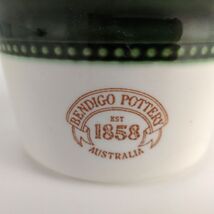 BENDIGO POTTERY
EST
1858
AUSTRALIA